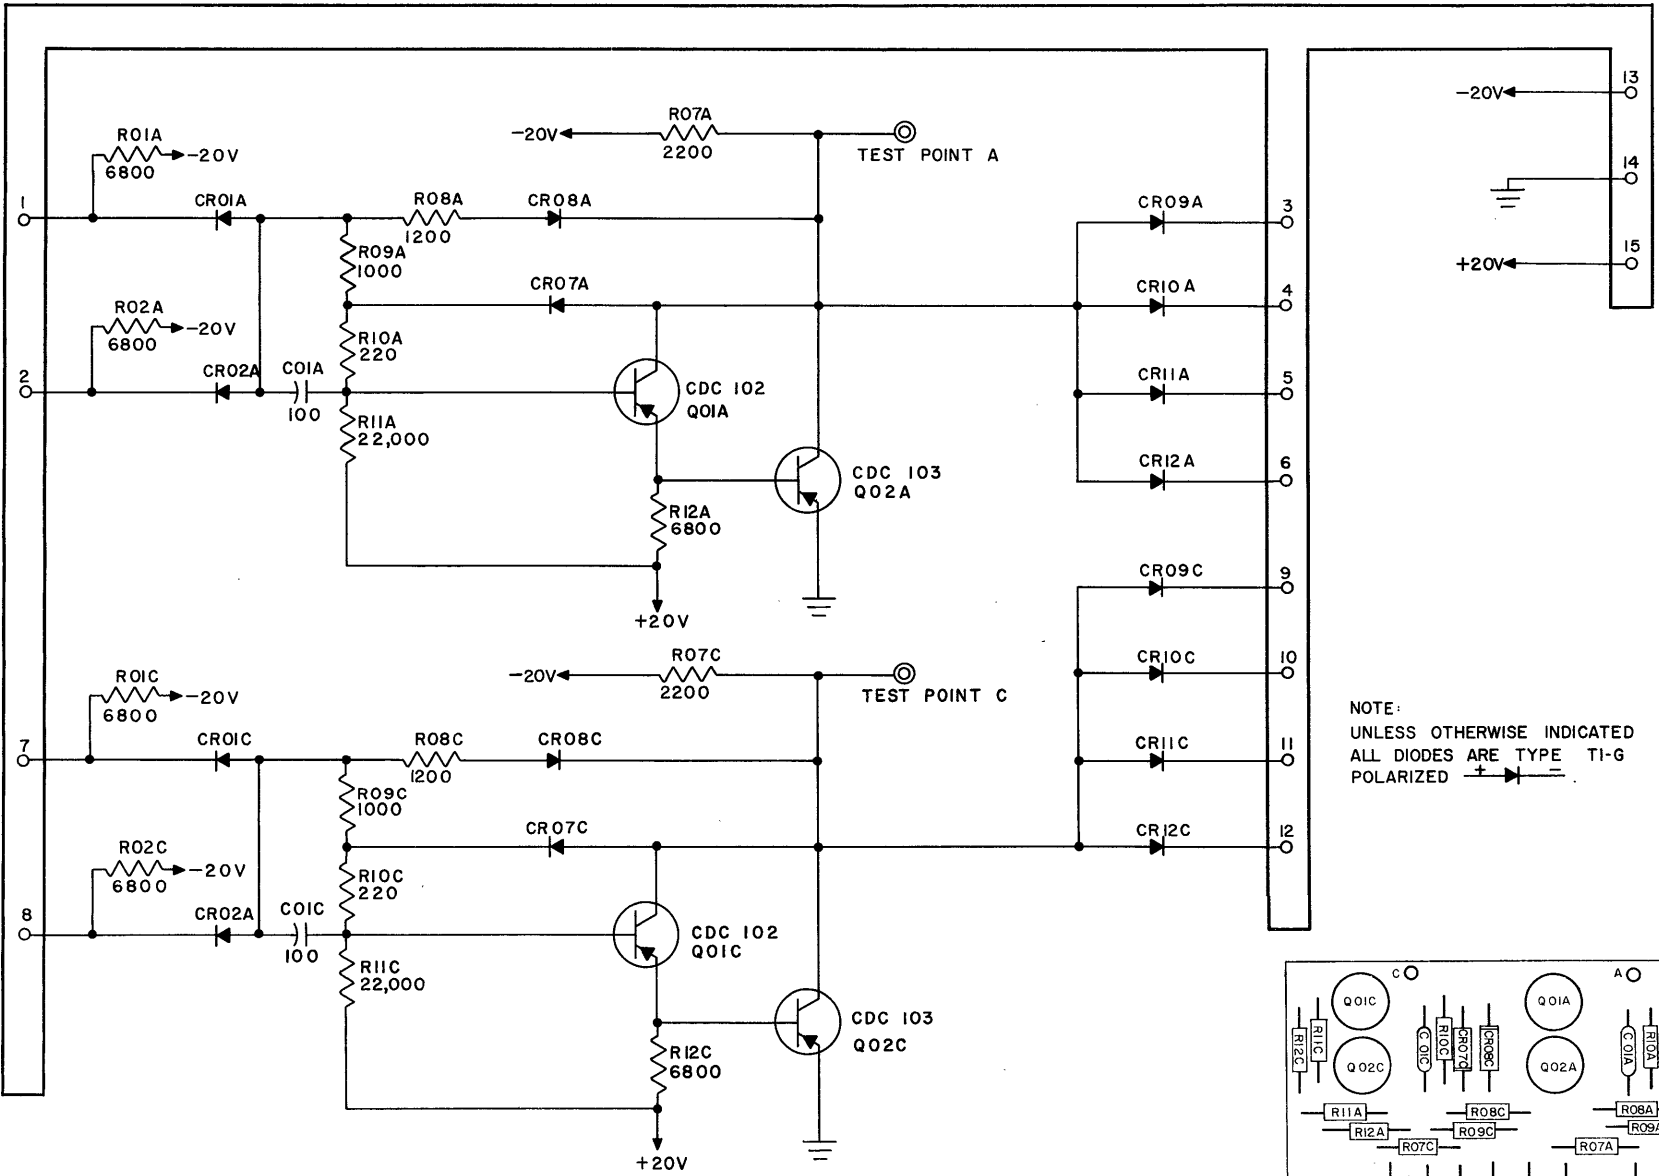 R07A
-20V
2200
TEST POINT A
R01A
-20V
6800
1
CR01A
R08A
1200
CR08A
R09A
1000
CR07A
R02A
-20V
6800
2
CR02A
C01A
100
R10A
220
R11A
22,000
CDC 102
Q01A
CDC 103
Q02A
R12A
6800
+20V
CR09A
3
CR10A
4
CR11A
5
CR12A
6
-20V
13
14
+20V
15
R07C
-20V
2200
TEST POINT C
R01C
-20V
6800
7
CR01C
R08C
1200
CR08C
R09C
1000
CR07C
R02C
-20V
6800
8
CR02A
C01C
100
R10C
220
R11C
22,000
CDC 102
Q01C
CDC 103
Q02C
R12C
6800
+20V
CR09C
9
CR10C
10
CR11C
11
CR12C
12
NOTE:
UNLESS OTHERWISE INDICATED
ALL DIODES ARE TYPE T1-G
POLARIZED + −.
C
A
Q01C
Q01A
R12C
R11C
C01C
R10C
CR07C
CR08C
C01A
R10A
Q02C
Q02A
R11A
R08C
R08A
R12A
R09C
R09A
R07C
R07A